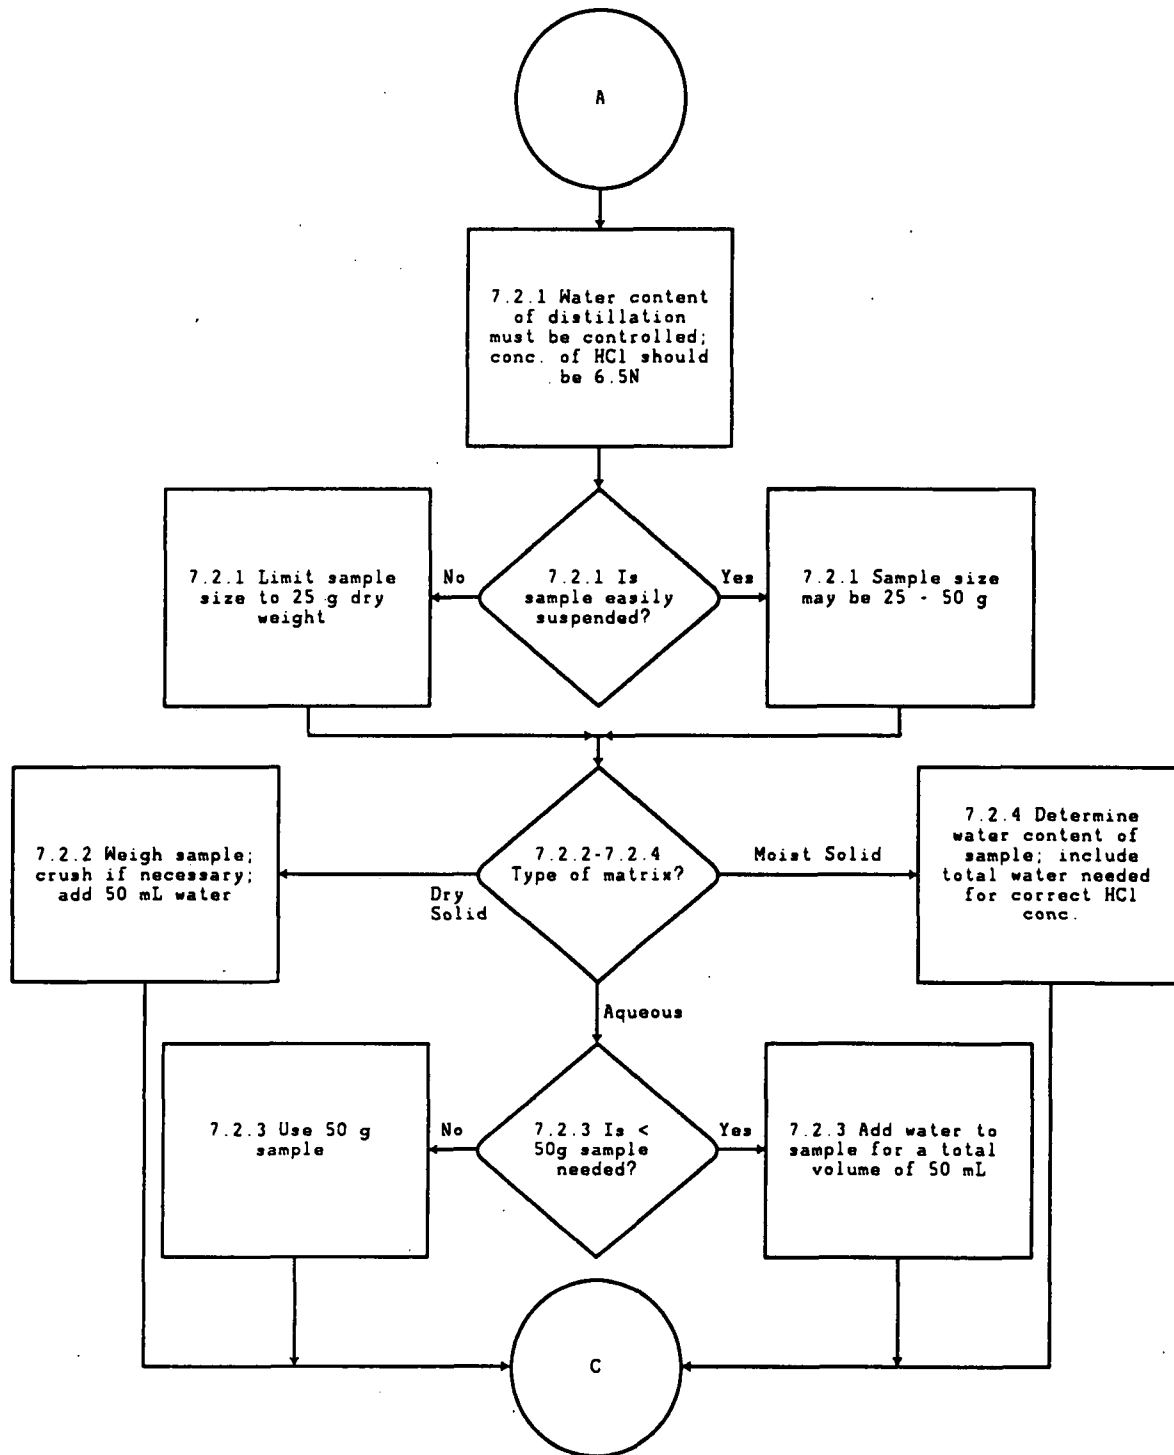 A
7.2.1 Water content
of distillation
must be controlled;
conc. of HCl should
be 6.5N
7.2.1 Limit sample
size to 25 g dry
weight
No
7.2.1 Is
sample easily
suspended?
Yes
7.2.1 Sample size
may be 25 - 50 g
7.2.2 Weigh sample;
crush if necessary;
add 50 mL water
Dry
Solid
7.2.2-7.2.4
Type of matrix?
Moist Solid
7.2.4 Determine
water content of
sample; include
total water needed
for correct HCl
conc.
Aqueous
7.2.3 Use 50 g
sample
No
7.2.3 Is <
50g sample
needed?
Yes
7.2.3 Add water to
sample for a total
volume of 50 mL
C